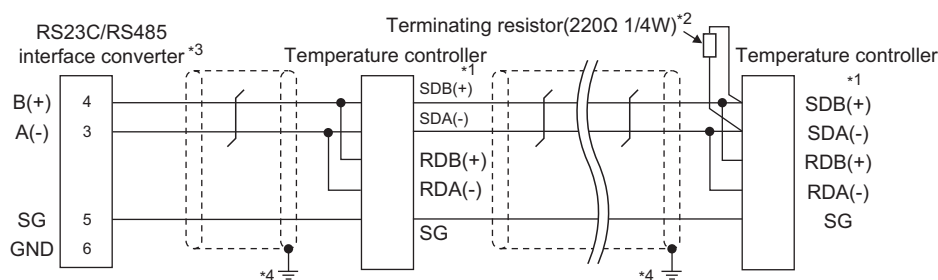 Terminating resistor(220Ω 1/4W)*2
RS23C/RS485
interface converter*3
Temperature controller
*1
Temperature controller
*1
B(+)
4
SDB(+)
SDB(+)
A(-)
3
SDA(-)
SDA(-)
RDB(+)
RDB(+)
RDA(-)
RDA(-)
SG
5
SG
SG
GND
6
*4
*4